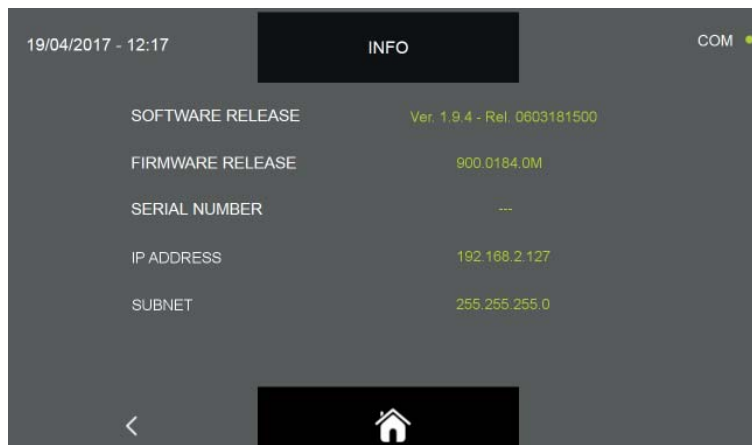 19/04/2017 - 12:17
INFO
COM
SOFTWARE RELEASE Ver. 1.9.4 - Rel. 0603181500
FIRMWARE RELEASE 900.0184.0M
SERIAL NUMBER ---
IP ADDRESS 192.168.2.127
SUBNET 255.255.255.0